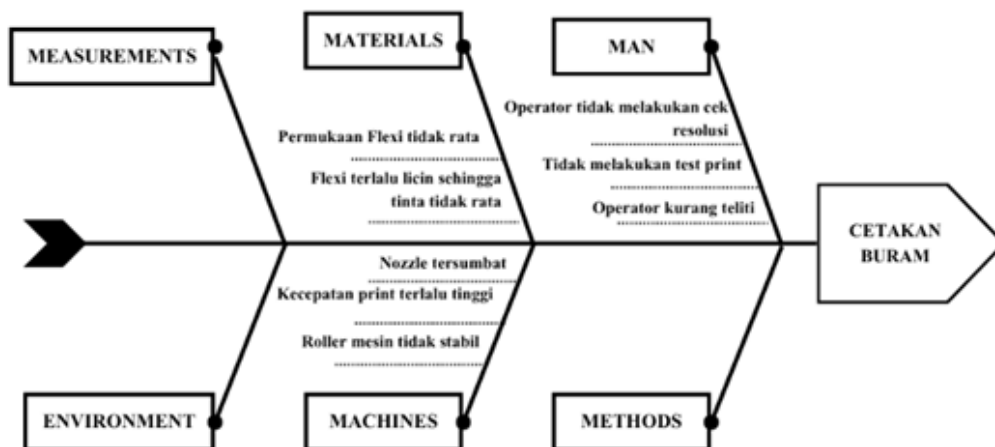 MEASUREMENTS
MATERIALS
MAN
Operator tidak melakukan cek
resolusi
Permukaan Flexi tidak rata
Tidak melakukan test print
Flexi terlalu licin sehingga
tinta tidak rata
Operator kurang teliti
CETAKAN
BURAM
Nozzle tersumbat
Kecepatan print terlalu tinggi
Roller mesin tidak stabil
ENVIRONMENT
MACHINES
METHODS